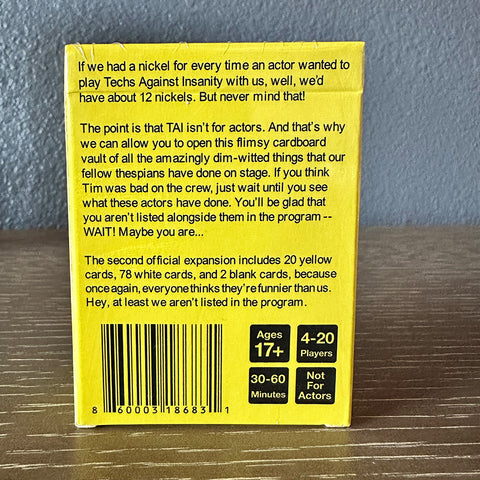 If we had a nickel for every time an actor wanted to
play Techs Against Insanity with us, well, we'd
have about 12 nickels. But never mind that!
The point is that TAI isn't for actors. And that's why
we can allow you to open this flimsy cardboard
vault of all the amazingly dim-witted things that our
fellow thespians have done on stage. If you think
Tim was bad on the crew, just wait until you see
what these actors have done. You'll be glad that
you aren't listed alongside them in the program --
WAIT! Maybe you are...
The second official expansion includes 20 yellow
cards, 78 white cards, and 2 blank cards, because
once again, everyone thinks they're funnier than us.
Hey, at least we aren't listed in the program.
Ages
17+
4-20
Players
30-60
Minutes
Not
For
Actors
8 60003 18683 1